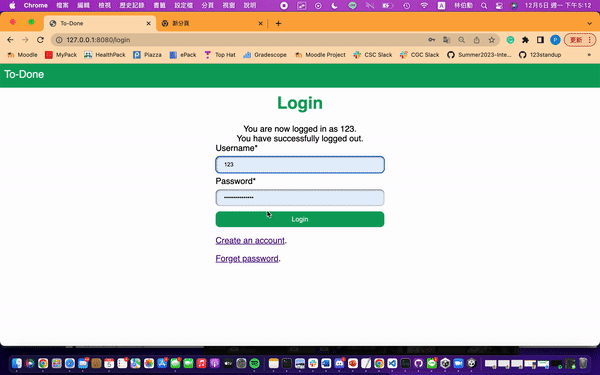 Chrome 檔案 編輯 檢視 歷史記錄 書籤 設定檔 分頁 視窗 說明 A 林伯勳 12月5日 週一 下午 5:12
To-Done 新分頁
127.0.0.1:8080/login P 更新
Moodle MyPack HealthPack Piazza ePack Top Hat Gradescope Moodle Project CSC Slack CGC Slack Summer2023-Inte... 123standup
To-Done
Login
You are now logged in as 123.
You have successfully logged out.
Username*
123
Password*
Login
Create an account.
Forget password.